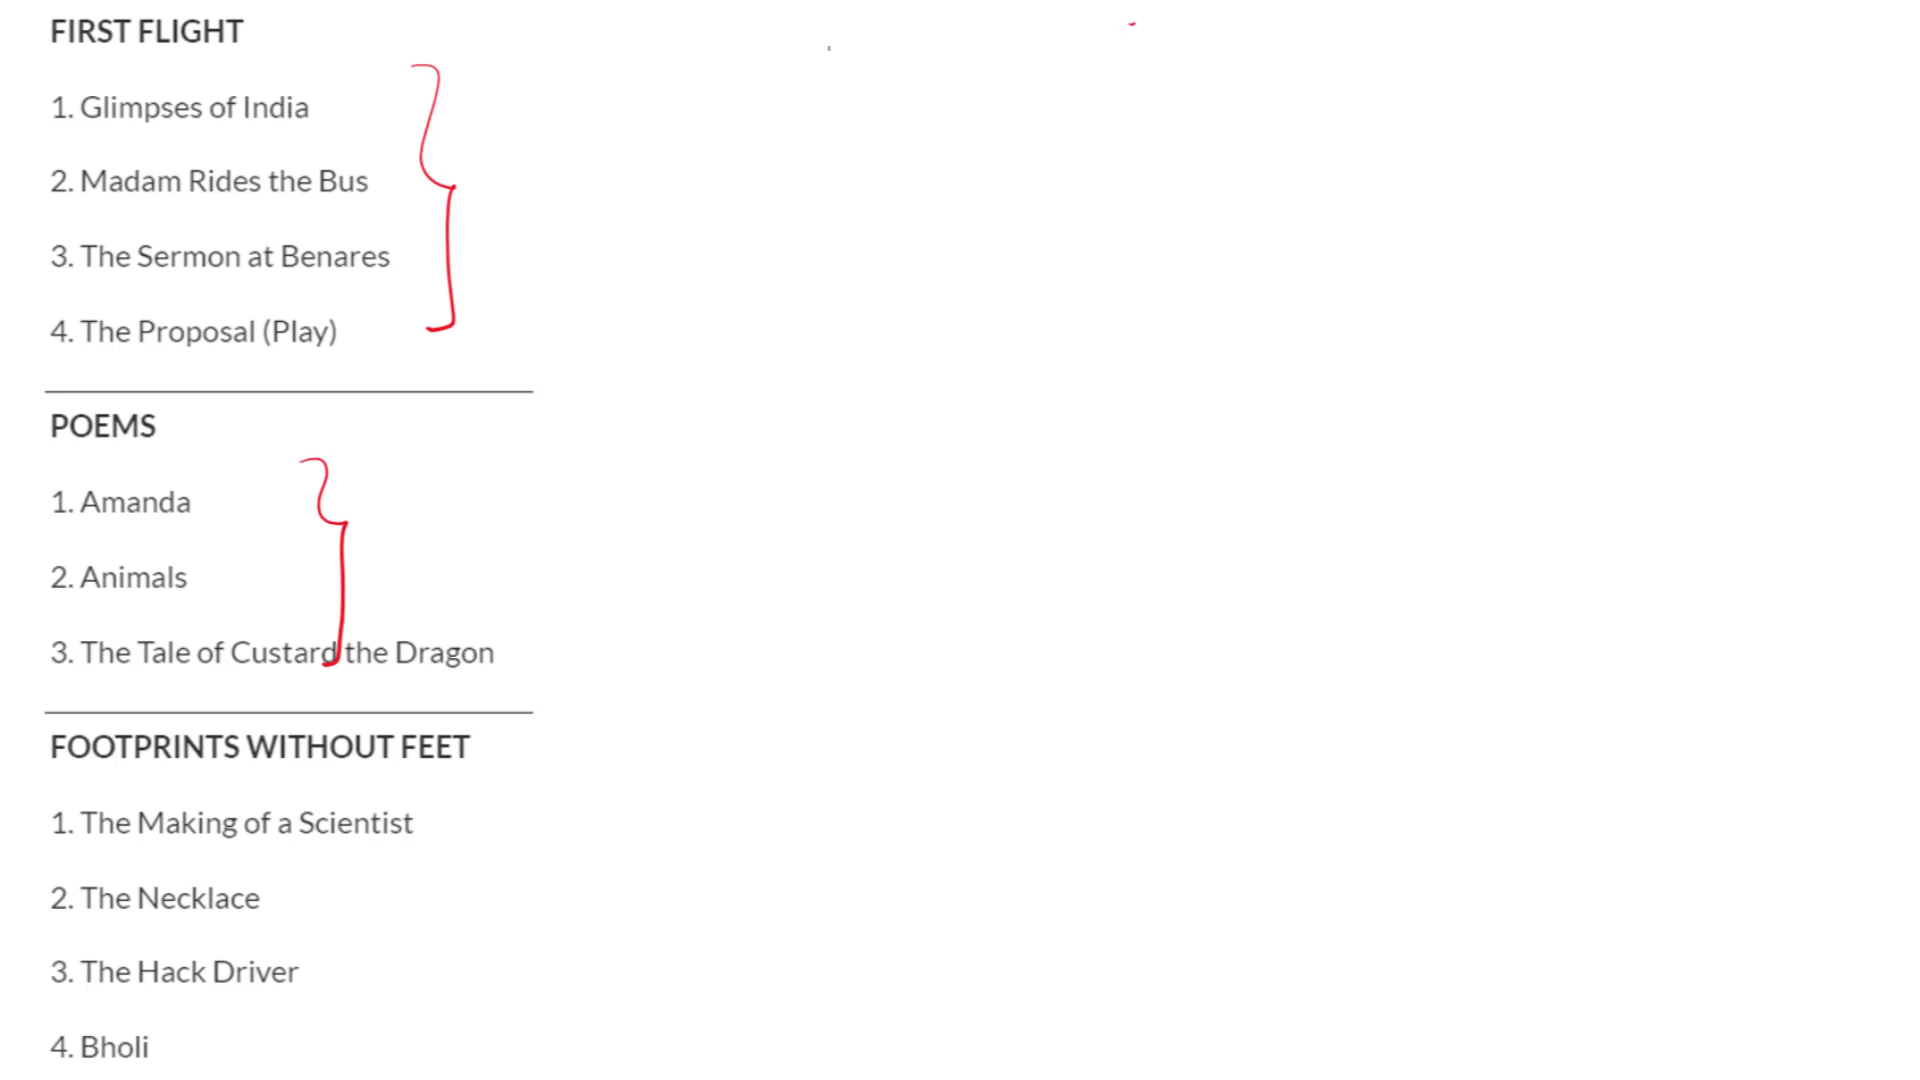 FIRST FLIGHT
1. Glimpses of India
2. Madam Rides the Bus
3. The Sermon at Benares
4. The Proposal (Play)
POEMS
1. Amanda
2. Animals
3. The Tale of Custard the Dragon
FOOTPRINTS WITHOUT FEET
1. The Making of a Scientist
2. The Necklace
3. The Hack Driver
4. Bholi